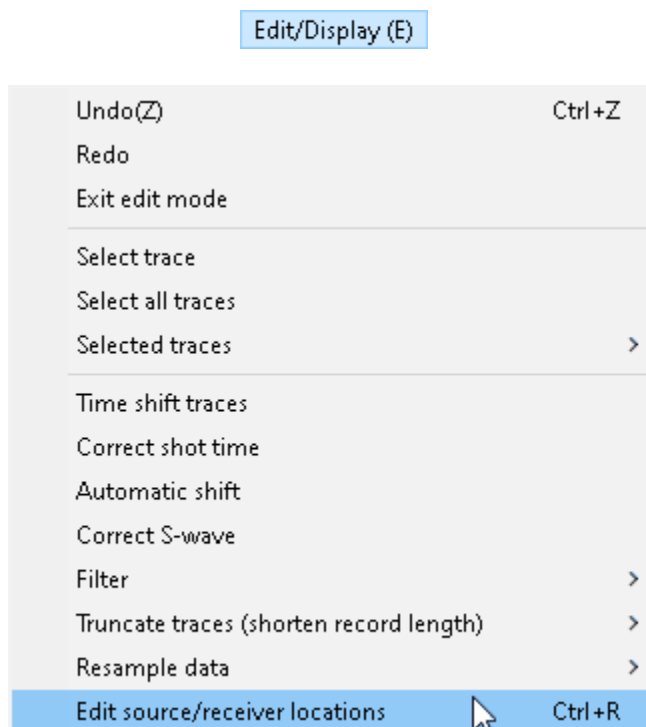 Edit/Display (E)
Undo(Z) Ctrl+Z
Redo
Exit edit mode
Select trace
Select all traces
Selected traces
Time shift traces
Correct shot time
Automatic shift
Correct S-wave
Filter
Truncate traces (shorten record length)
Resample data
Edit source/receiver locations Ctrl+R